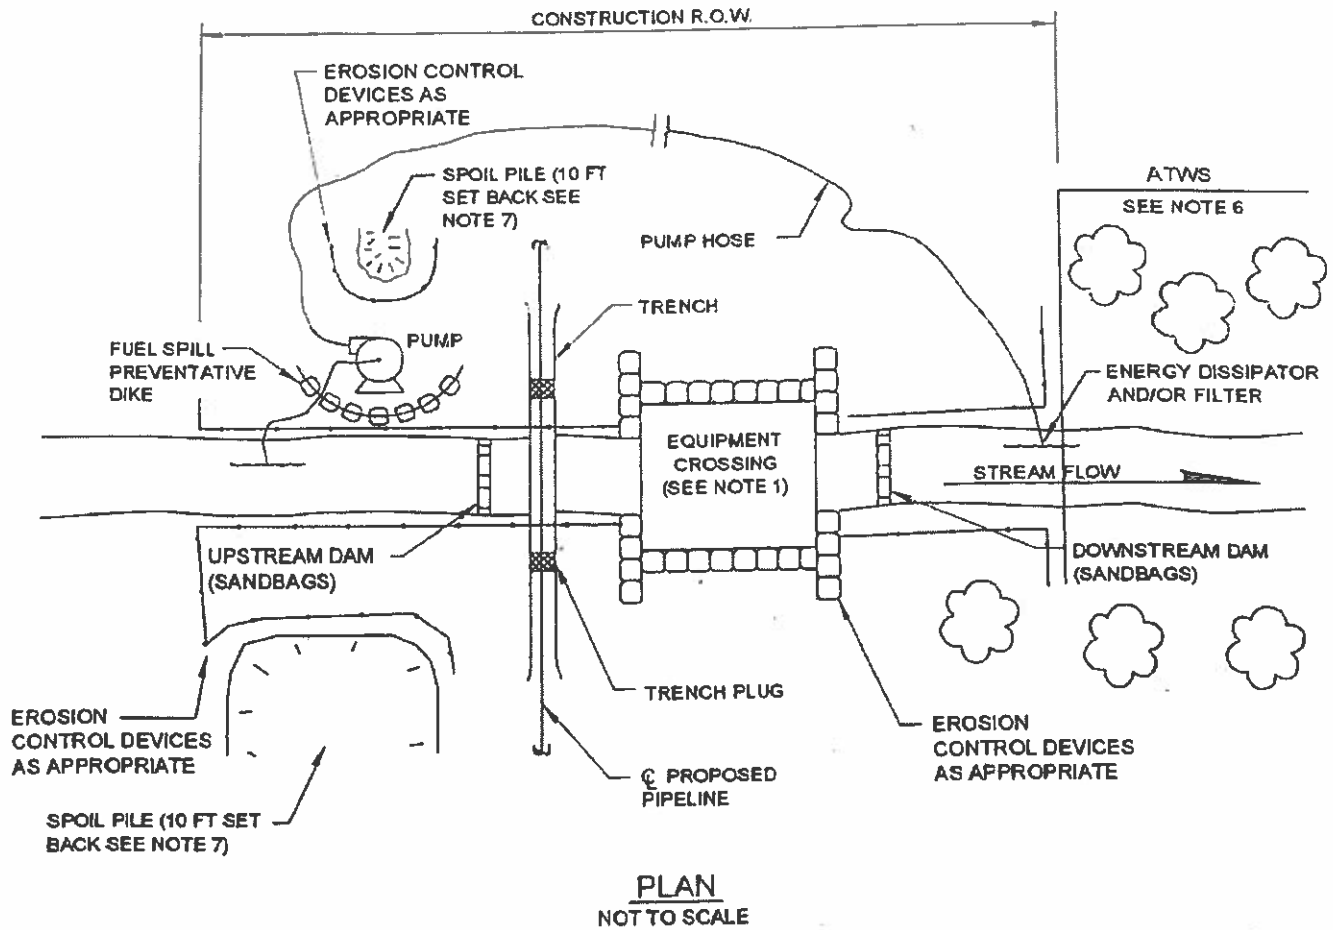 CONSTRUCTION R.O.W.
EROSION CONTROL
DEVICES AS
APPROPRIATE
SPOIL PILE (10 FT
SET BACK SEE
NOTE 7)
ATWS
SEE NOTE 6
PUMP HOSE
TRENCH
PUMP
FUEL SPILL
PREVENTATIVE
DIKE
ENERGY DISSIPATOR
AND/OR FILTER
EQUIPMENT
CROSSING
(SEE NOTE 1)
STREAM FLOW
UPSTREAM DAM
(SANDBAGS)
DOWNSTREAM DAM
(SANDBAGS)
TRENCH PLUG
EROSION
CONTROL DEVICES
AS APPROPRIATE
EROSION
CONTROL DEVICES
AS APPROPRIATE
℄ PROPOSED
PIPELINE
SPOIL PILE (10 FT SET
BACK SEE NOTE 7)
PLAN
NOT TO SCALE